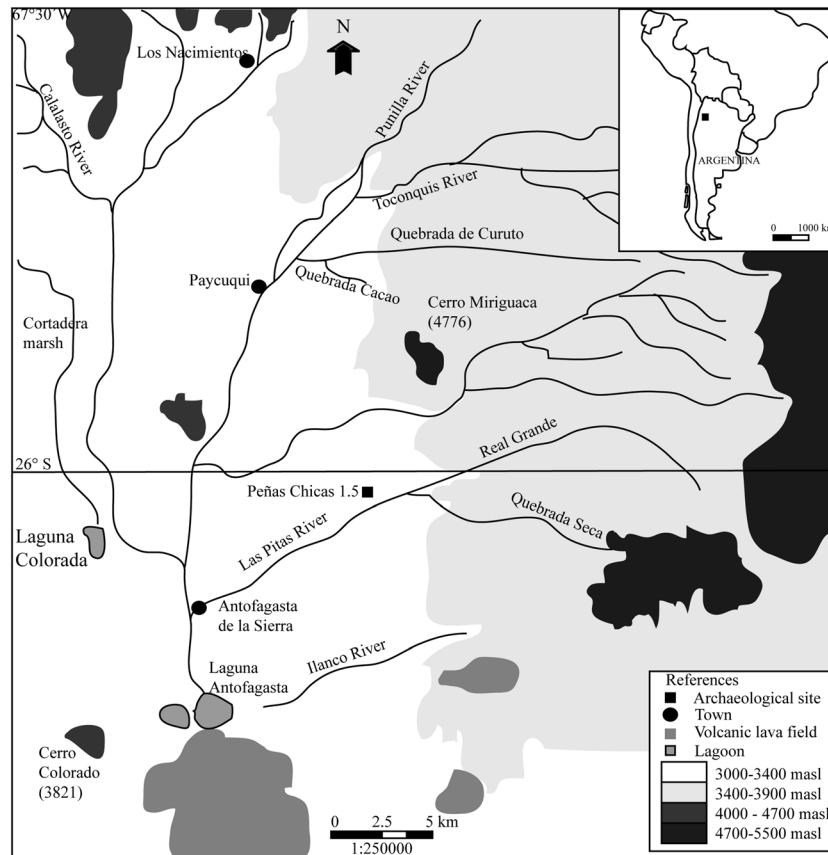 67°30´ W
Los Nacimientos
N
Calalasto River
Punilla River
ARGENTINA
0 1000 km
Toconquis River
Quebrada de Curuto
Paycuqui
Quebrada Cacao
Cerro Miriguaca
(4776)
Cortadera
marsh
Real Grande
26° S
Peñas Chicas 1.5
Quebrada Seca
Laguna
Colorada
Las Pitas River
Antofagasta
de la Sierra
Ilanco River
Laguna
Antofagasta
Cerro
Colorado
(3821)
0 2.5 5 km
1:250000
References
Archaeological site
Town
Volcanic lava field
Lagoon
3000-3400 masl
3400-3900 masl
4000 - 4700 masl
4700-5500 masl